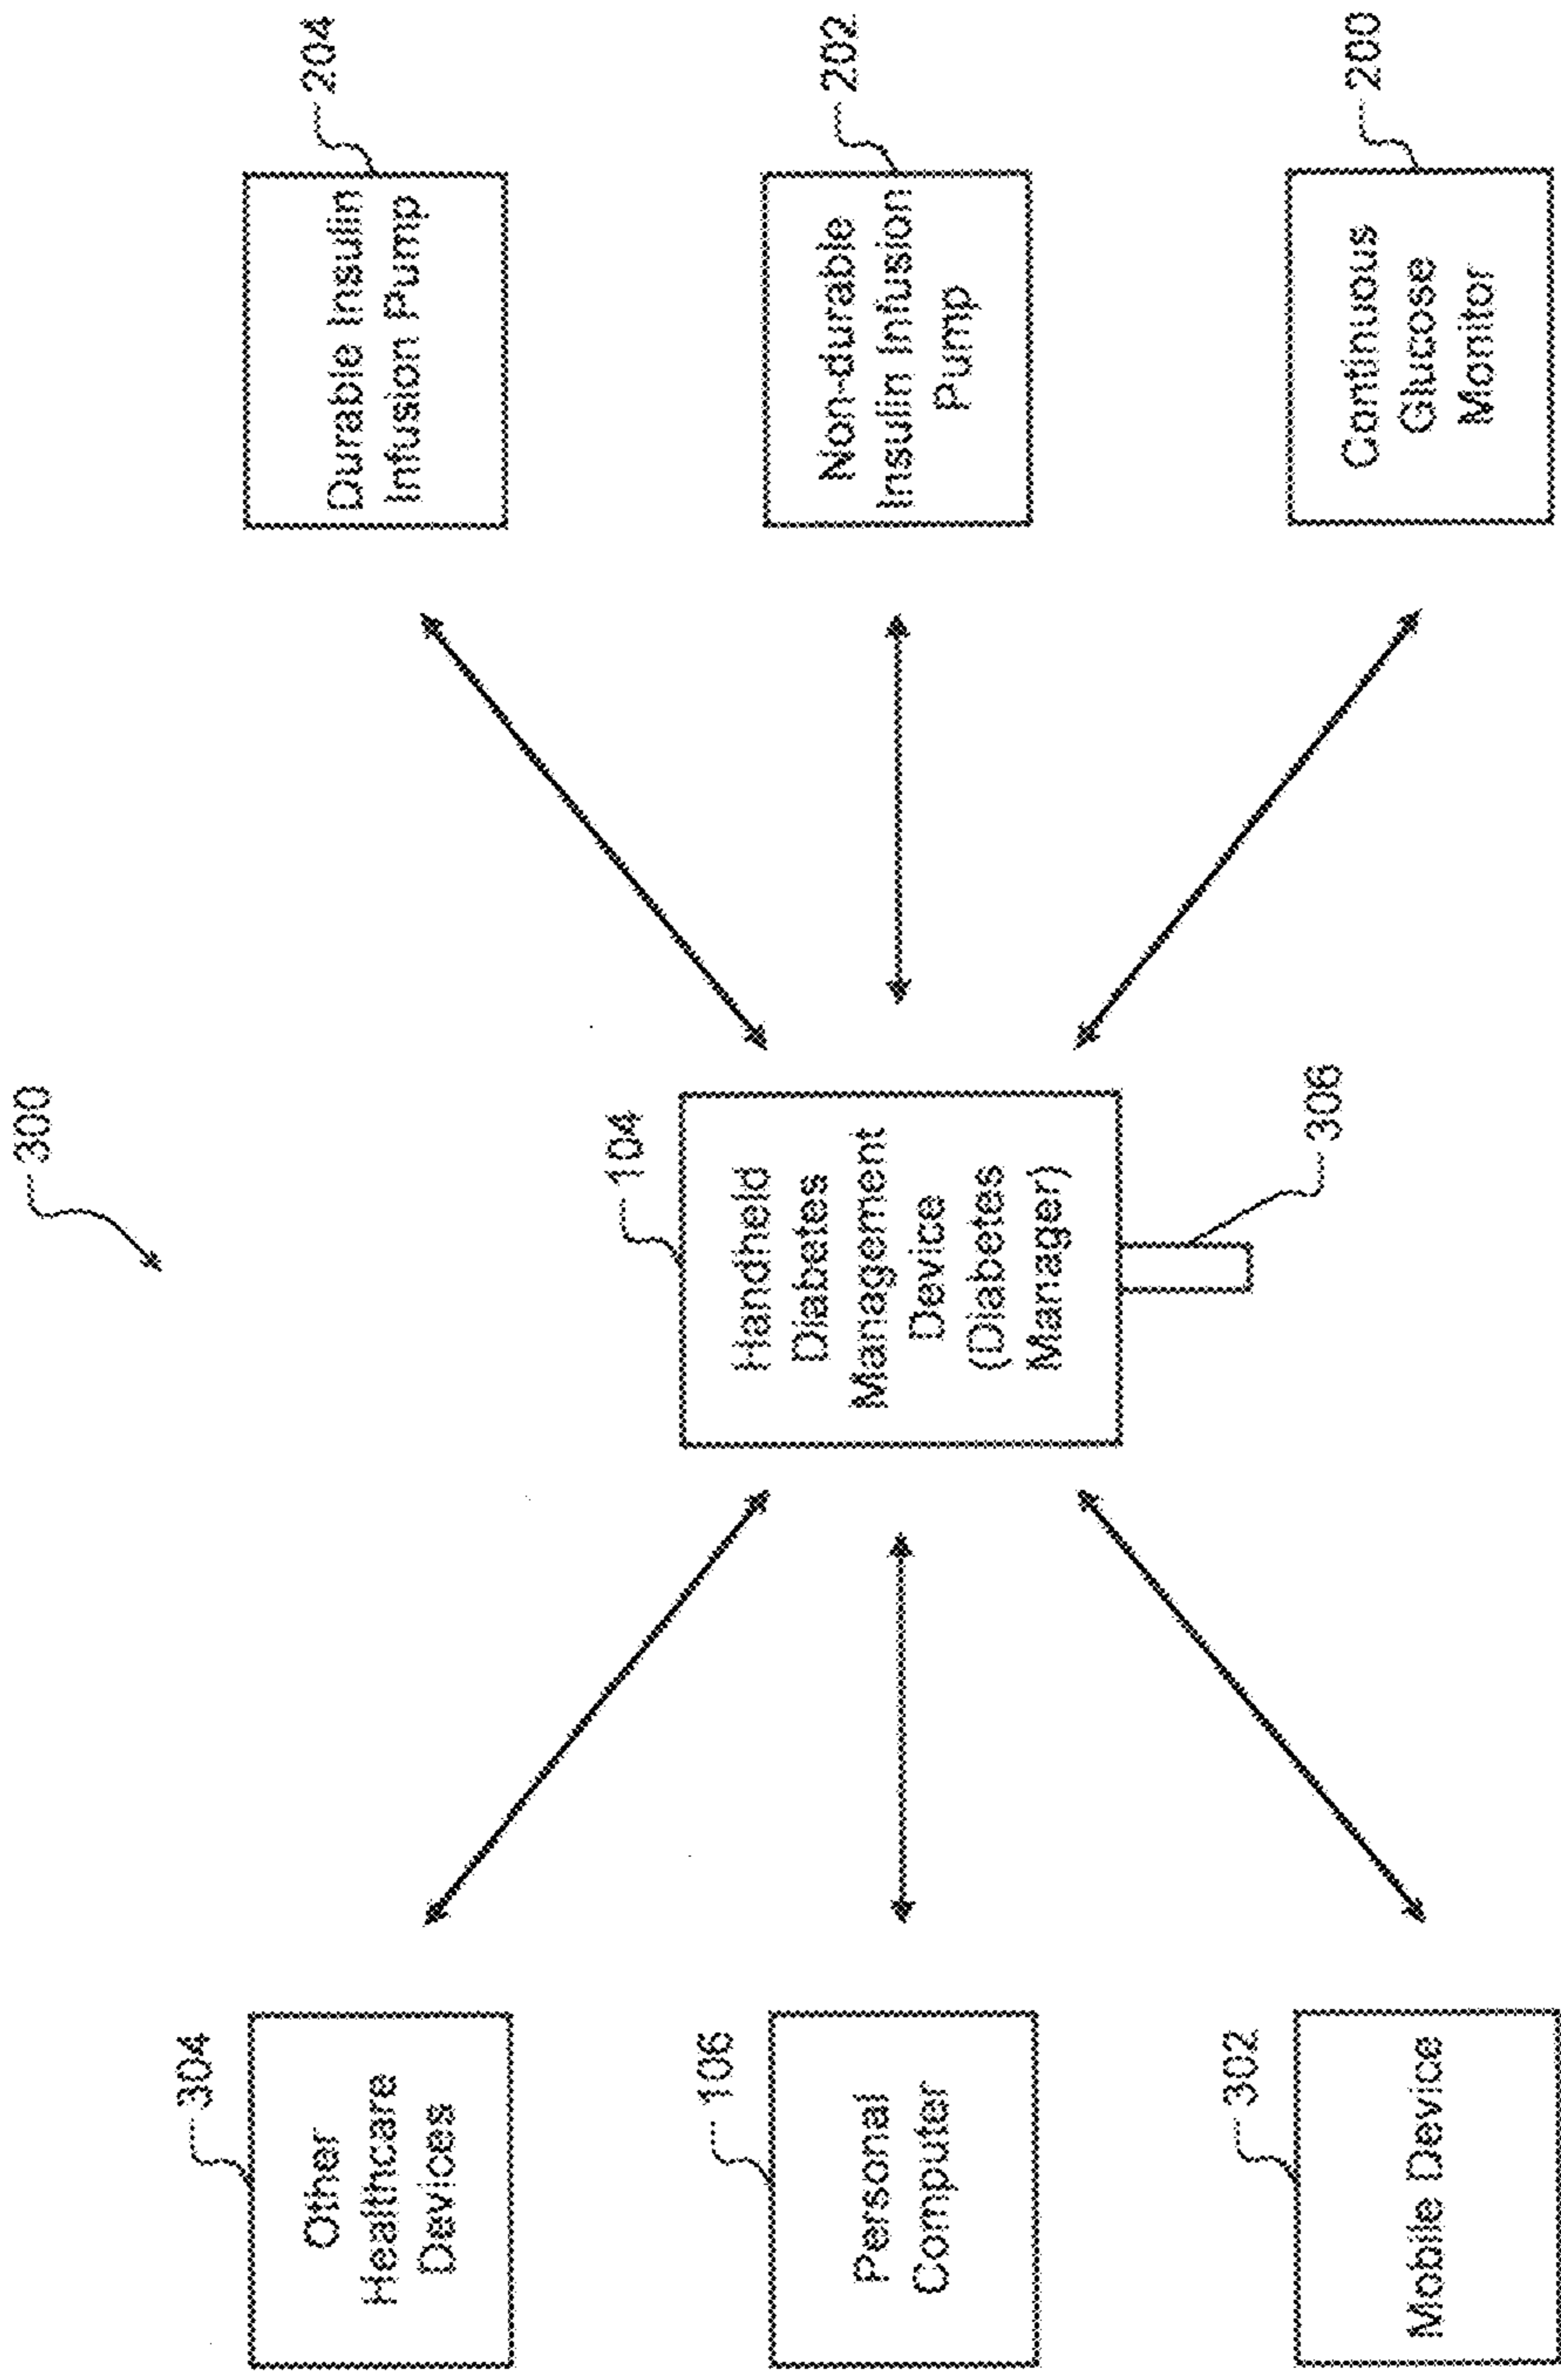 300
304
Other
Healthcare
Devices
106
Personal
Computer
302
Mobile Device
104
Handheld
Diabetes
Management
Device
(Diabetes
Manager)
306
204
Durable Insulin
Infusion Pump
202
Non-durable
Insulin Infusion
Pump
200
Continuous
Glucose
Monitor